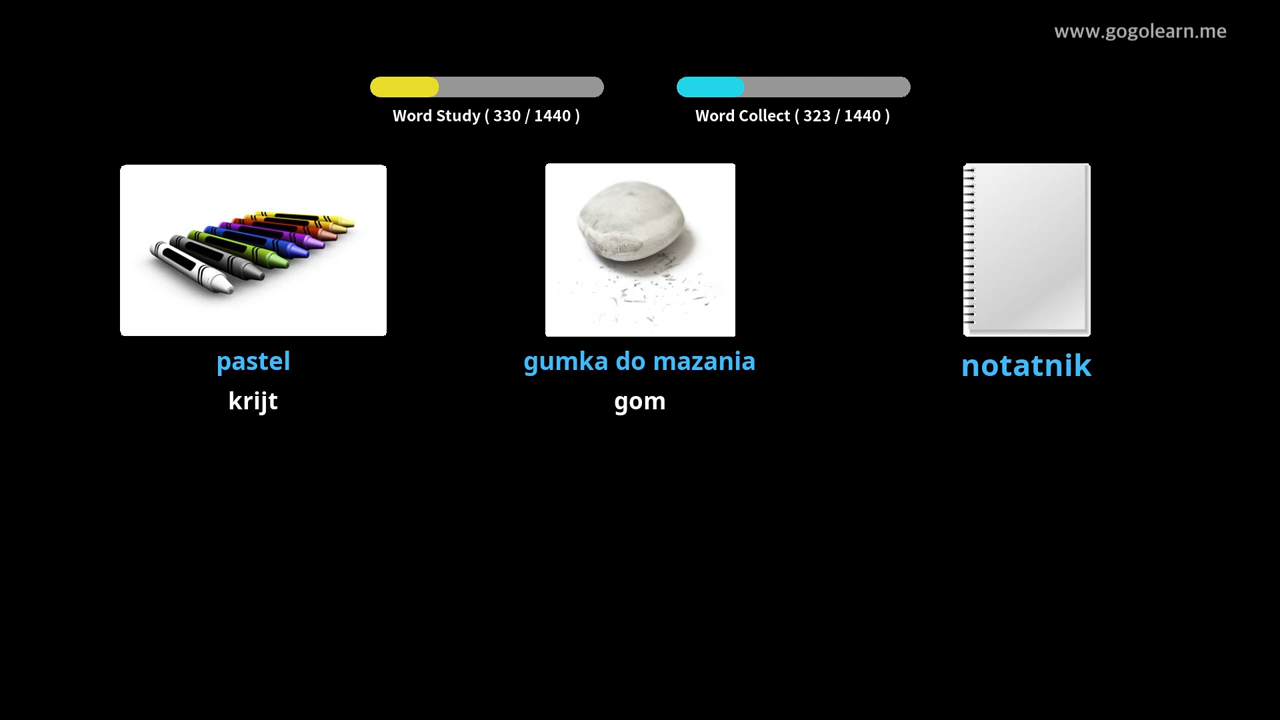 www.gogolearn.me
Word Study ( 330 / 1440 )
Word Collect ( 323 / 1440 )
pastel
krijt
gumka do mazania
gom
notatnik